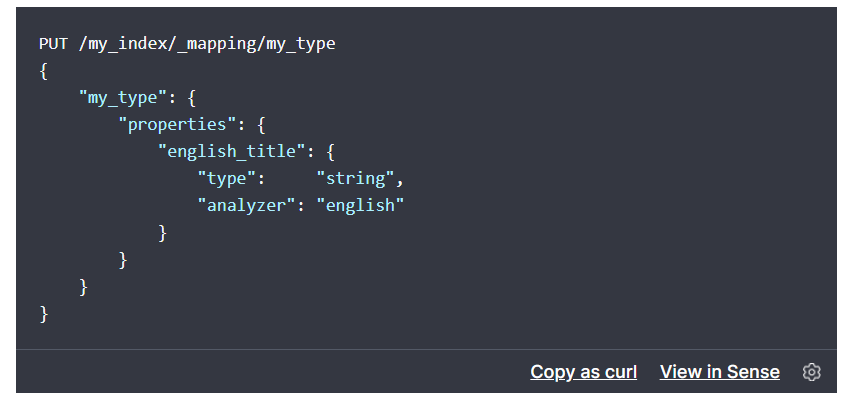 PUT /my_index/_mapping/my_type
{
    "my_type": {
        "properties": {
            "english_title": {
                "type":     "string",
                "analyzer": "english"
            }
        }
    }
}
Copy as curl View in Sense